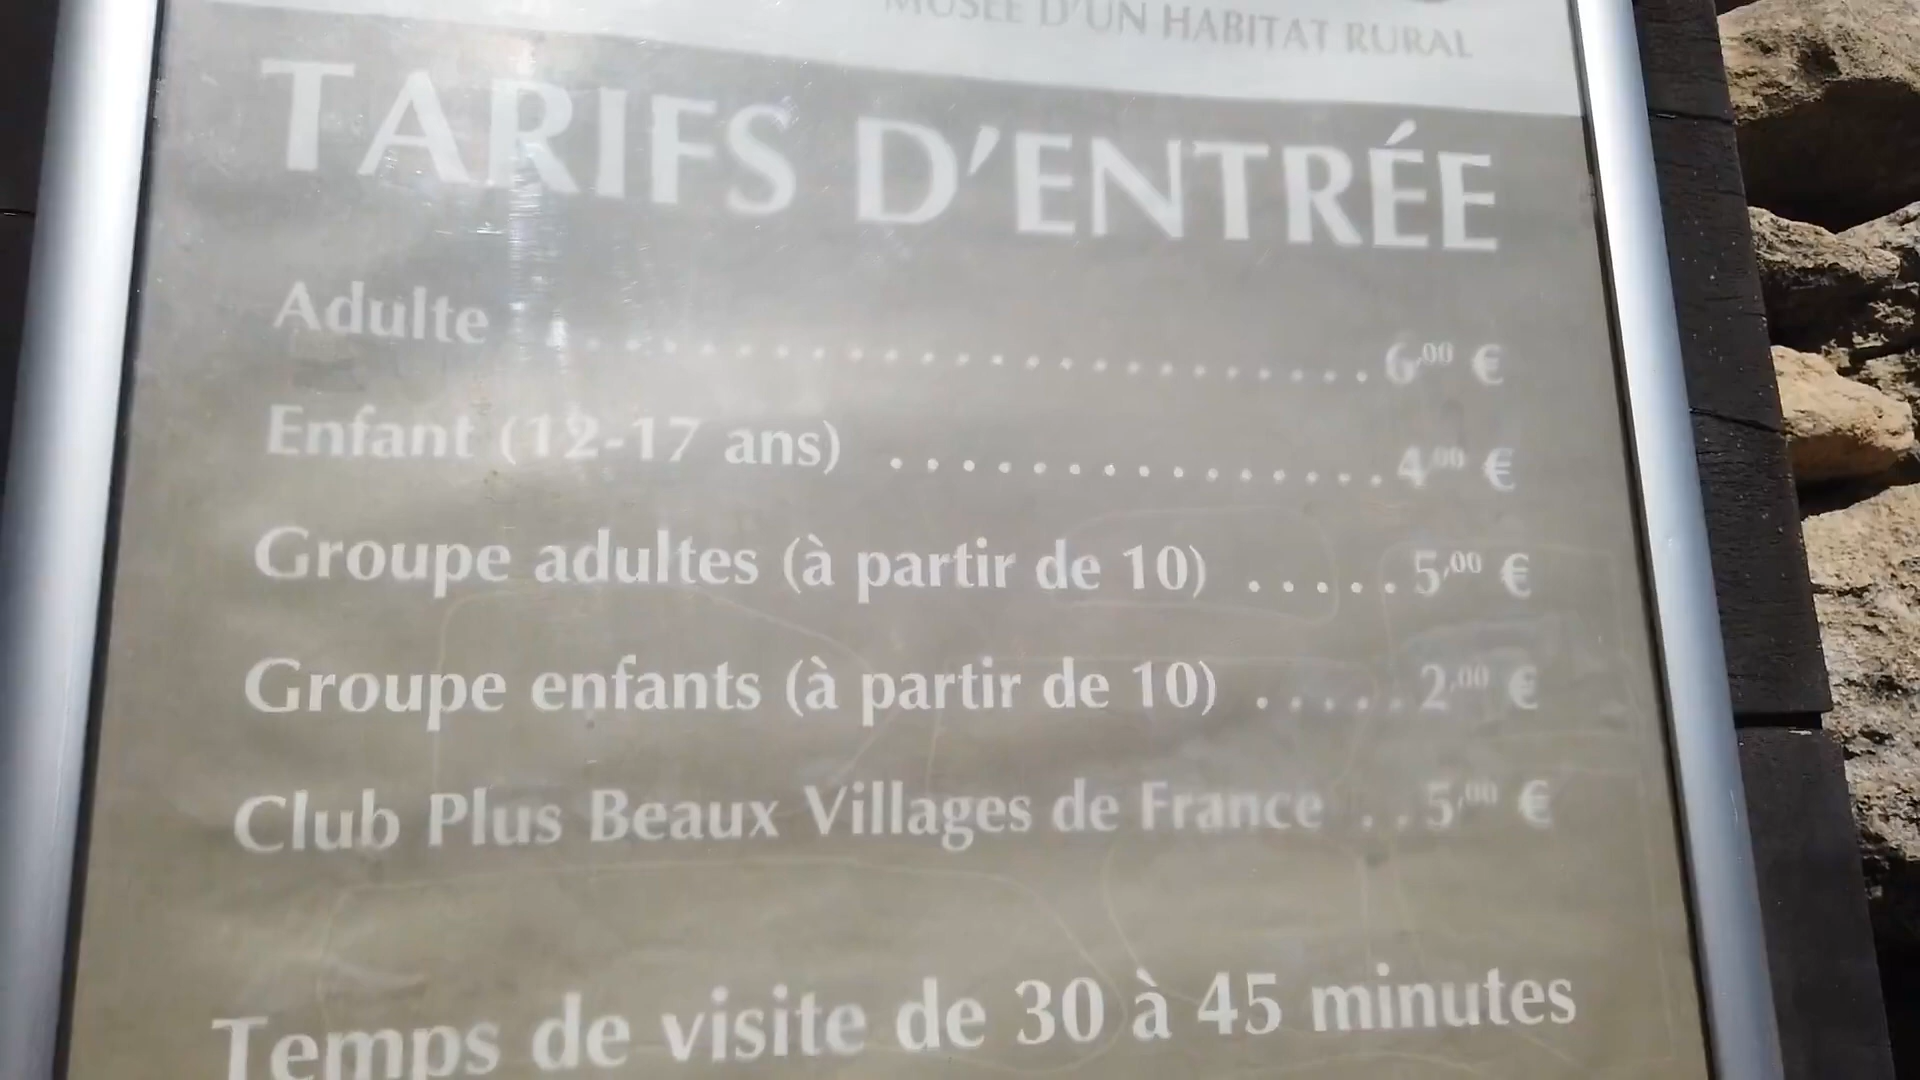 MUSÉE D'UN HABITAT RURAL
TARIFS D'ENTRÉE
Adulte . . . . . . . . . . . . . . . . . . . . . . . 6,00 €
Enfant (12-17 ans) . . . . . . . . . . . . . . 4,00 €
Groupe adultes (à partir de 10) . . . . . 5,00 €
Groupe enfants (à partir de 10) . . . . . 2,00 €
Club Plus Beaux Villages de France . . 5,00 €
Temps de visite de 30 à 45 minutes